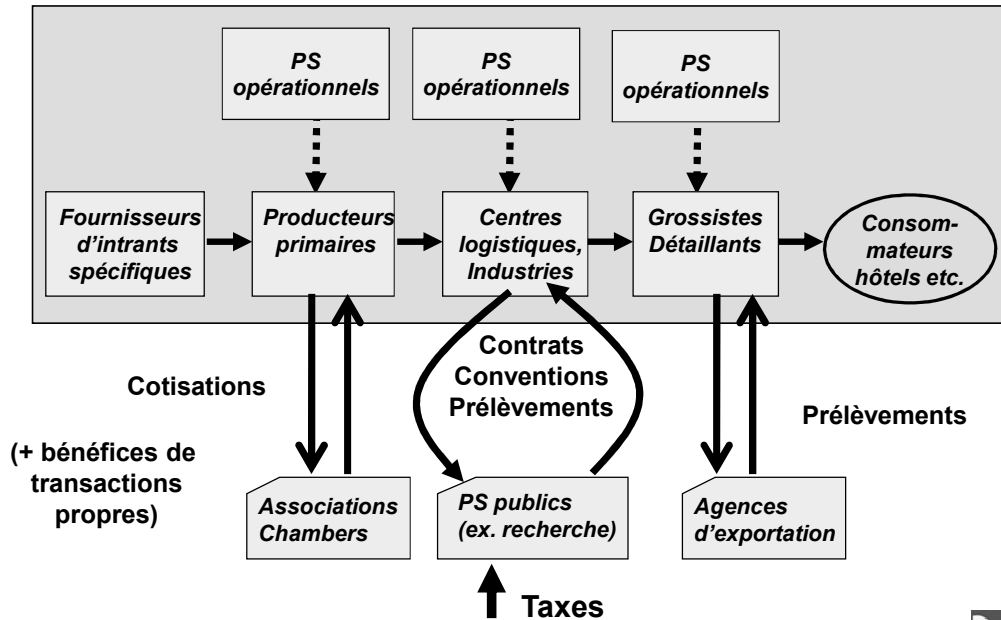 PS
opérationnels
PS
opérationnels
PS
opérationnels
Fournisseurs
d'intrants
spécifiques
Producteurs
primaires
Centres
logistiques,
Industries
Grossistes
Détaillants
Consom-
mateurs
hôtels etc.
Cotisations
(+ bénéfices de
transactions
propres)
Contrats
Conventions
Prélèvements
Prélèvements
Associations
Chambers
PS publics
(ex. recherche)
Agences
d'exportation
Taxes